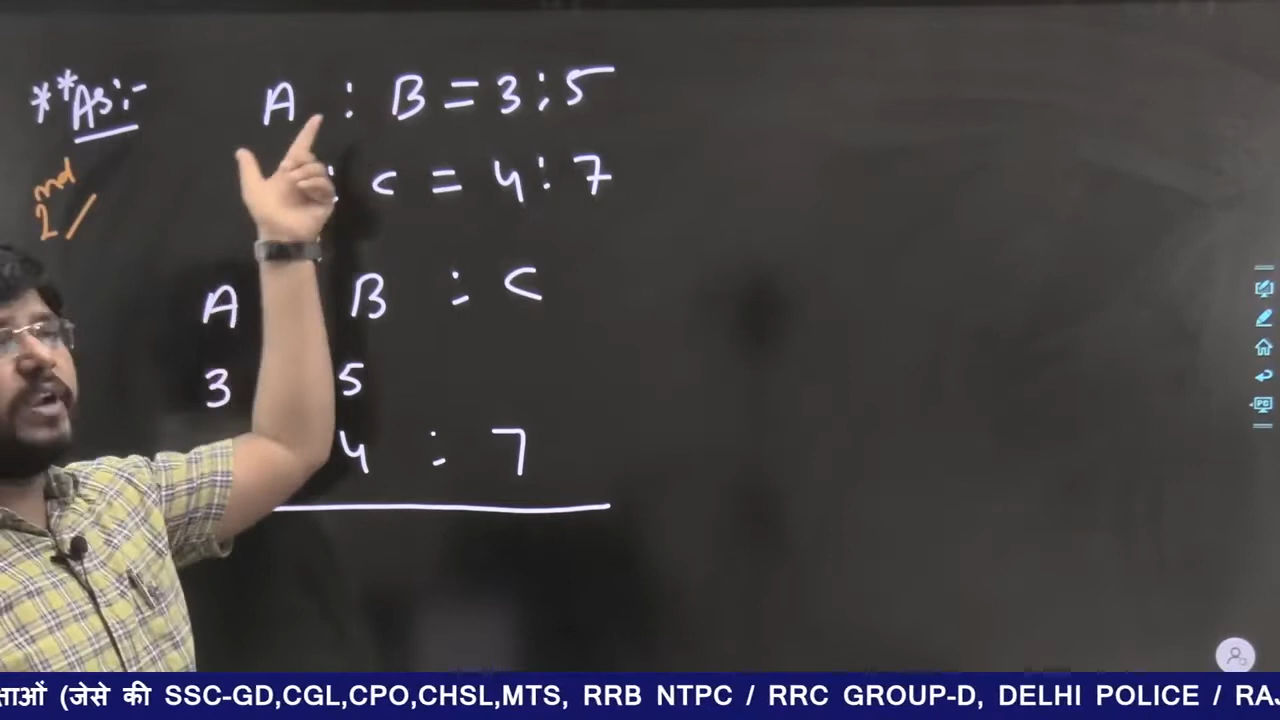 **As:-
A : B = 3 : 5
2nd
: C = 4 : 7
A B : C
3 5
4 : 7
(जेसे की SSC-GD,CGL,CPO,CHSL,MTS, RRB NTPC / RRC GROUP-D, DELHI POLICE /